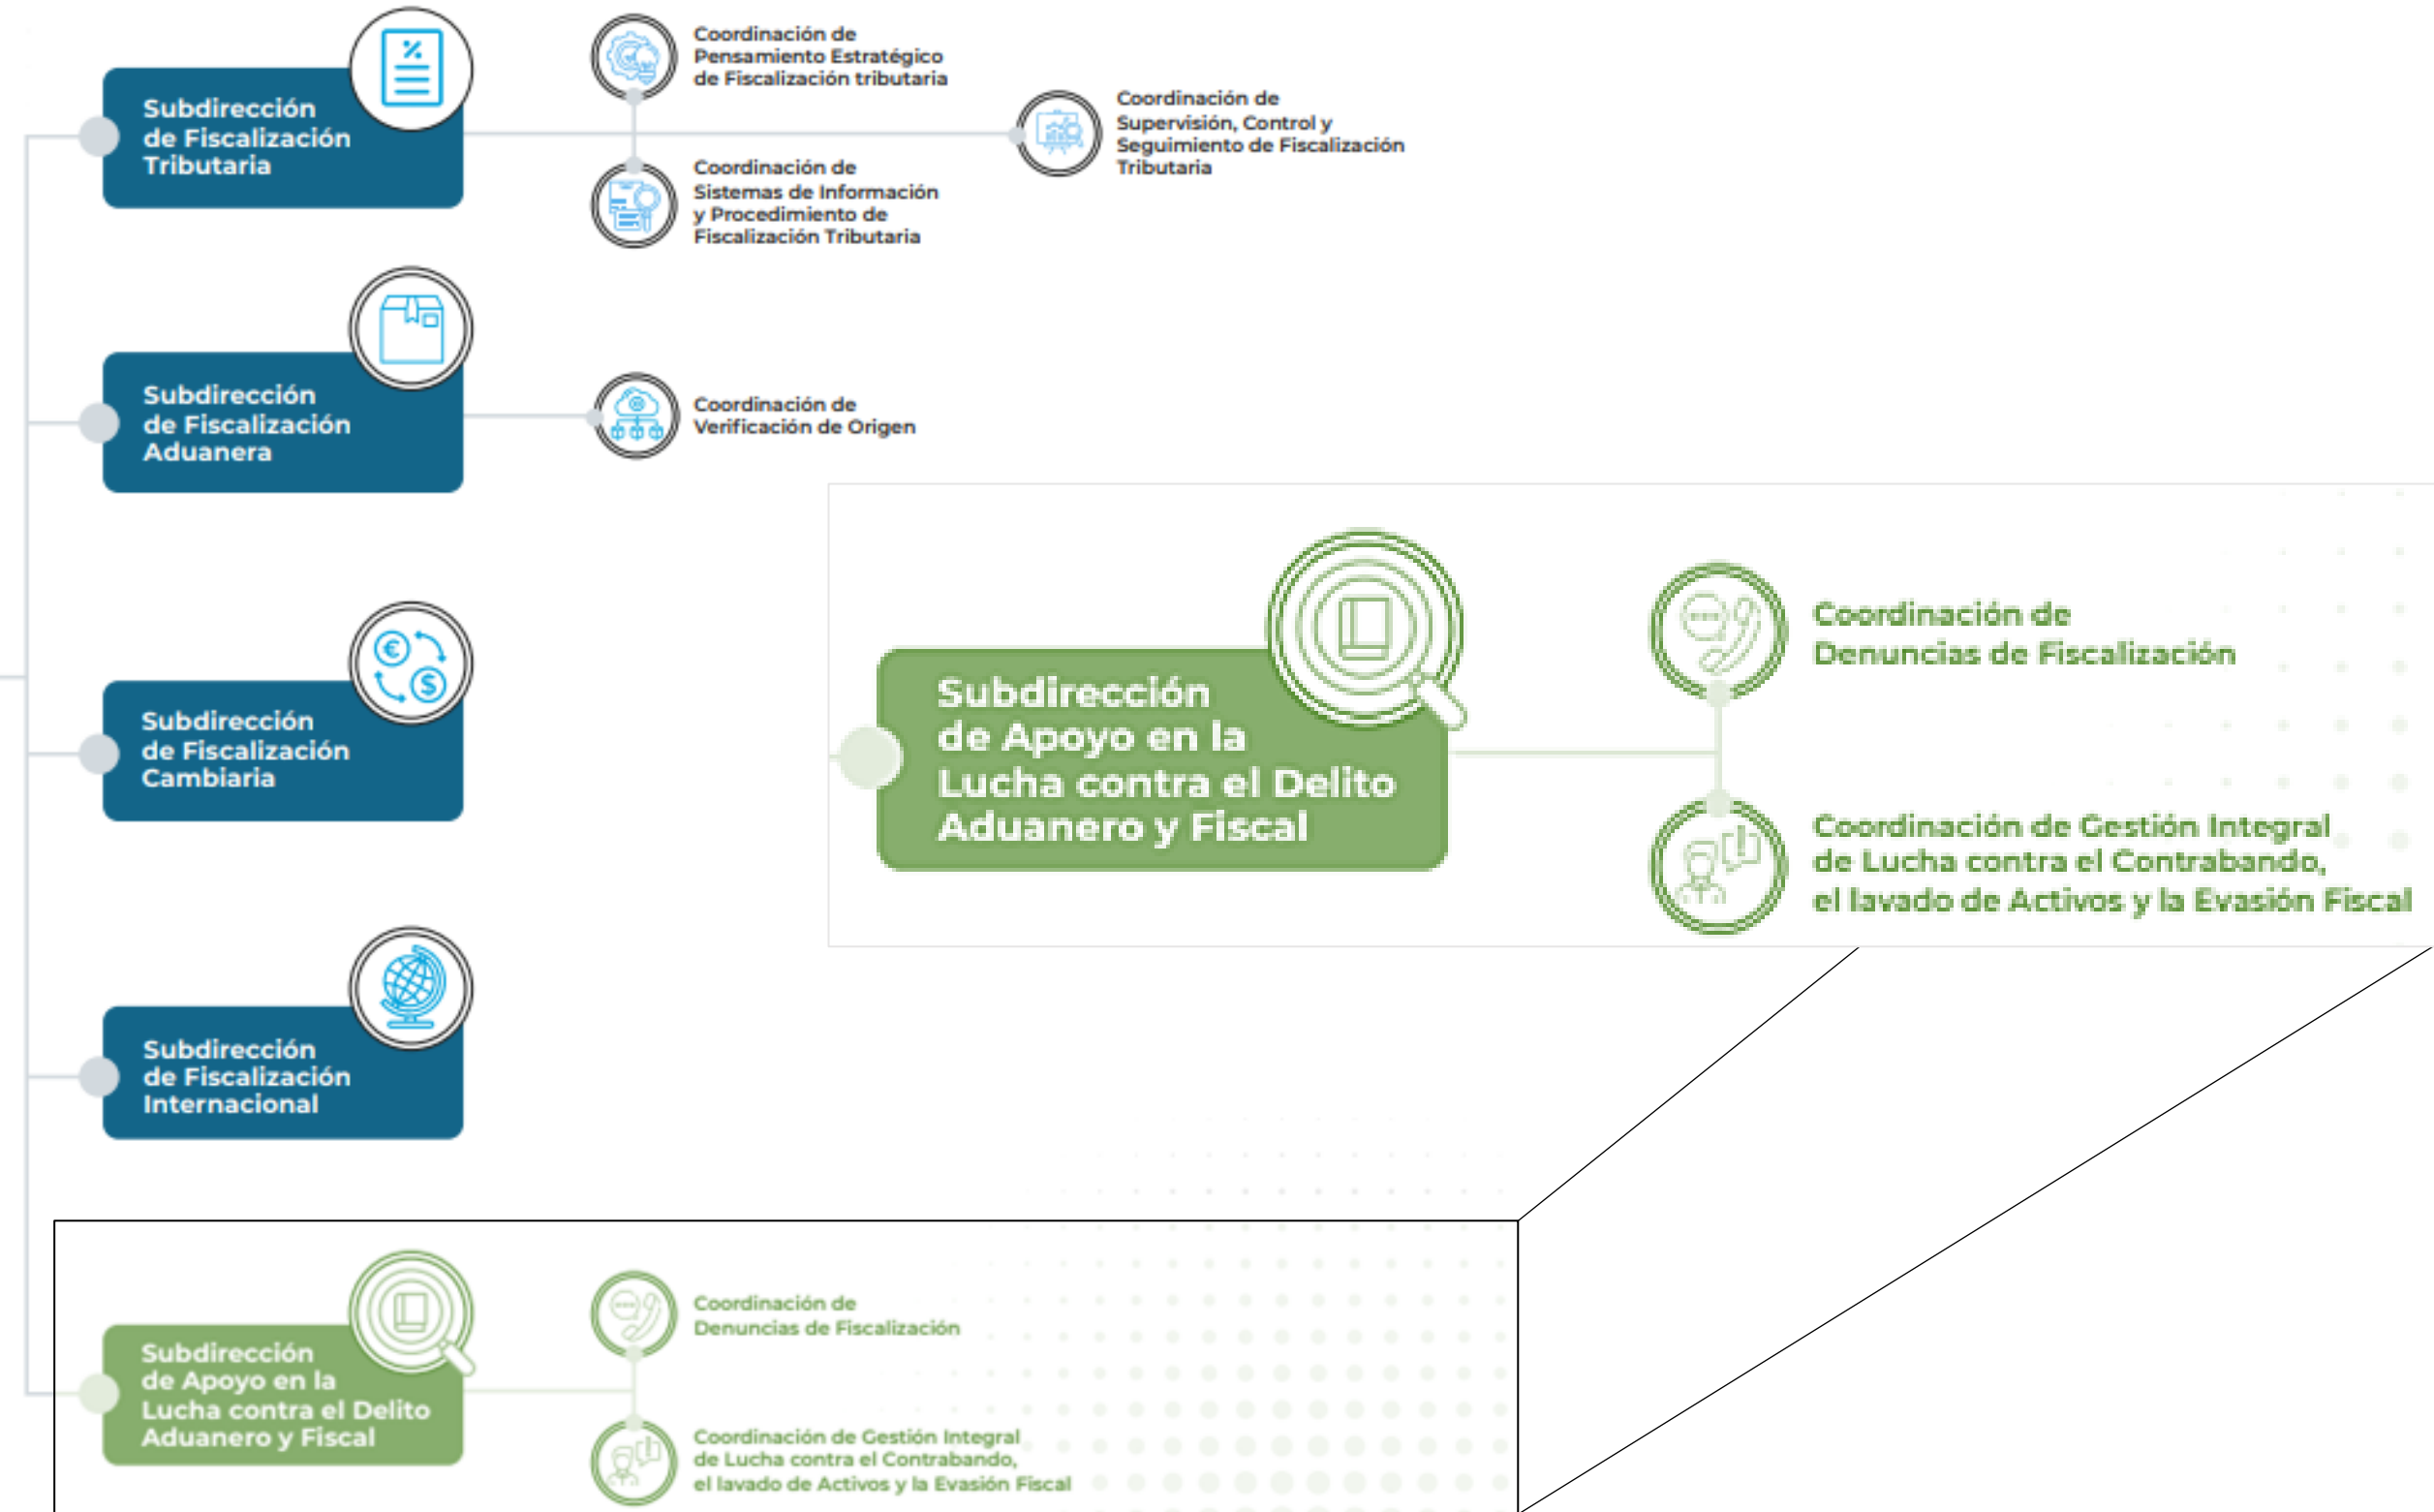 Subdirección
de Fiscalización
Tributaria
Coordinación de
Pensamiento Estratégico
de Fiscalización tributaria
Coordinación de
Sistemas de Información
y Procedimiento de
Fiscalización Tributaria
Coordinación de
Supervisión, Control y
Seguimiento de Fiscalización
Tributaria
Subdirección
de Fiscalización
Aduanera
Coordinación de
Verificación de Origen
Subdirección
de Apoyo en la
Lucha contra el Delito
Aduanero y Fiscal
Coordinación de
Denuncias de Fiscalización
Coordinación de Gestión Integral
de Lucha contra el Contrabando,
el lavado de Activos y la Evasión Fiscal
Subdirección
de Fiscalización
Cambiaria
Subdirección
de Fiscalización
Internacional
Subdirección
de Apoyo en la
Lucha contra el Delito
Aduanero y Fiscal
Coordinación de
Denuncias de Fiscalización
Coordinación de Gestión Integral
de Lucha contra el Contrabando,
el lavado de Activos y la Evasión Fiscal